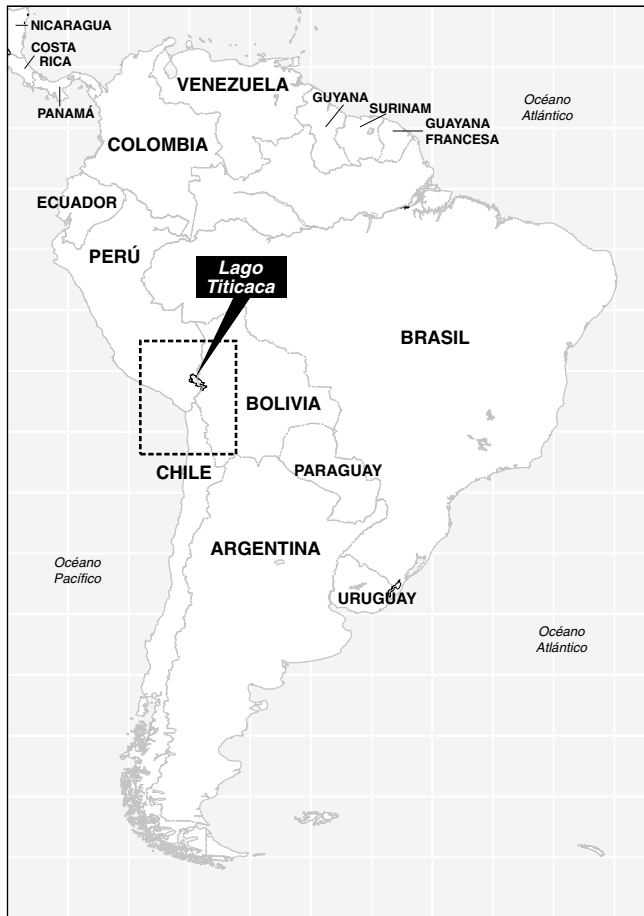 NICARAGUA
COSTA
RICA
PANAMÁ
VENEZUELA
GUYANA
SURINAM
GUAYANA
FRANCESA
Océano
Atlántico
COLOMBIA
ECUADOR
PERÚ
Lago
Titicaca
BRASIL
BOLIVIA
CHILE
PARAGUAY
ARGENTINA
Océano
Pacífico
URUGUAY
Océano
Atlántico